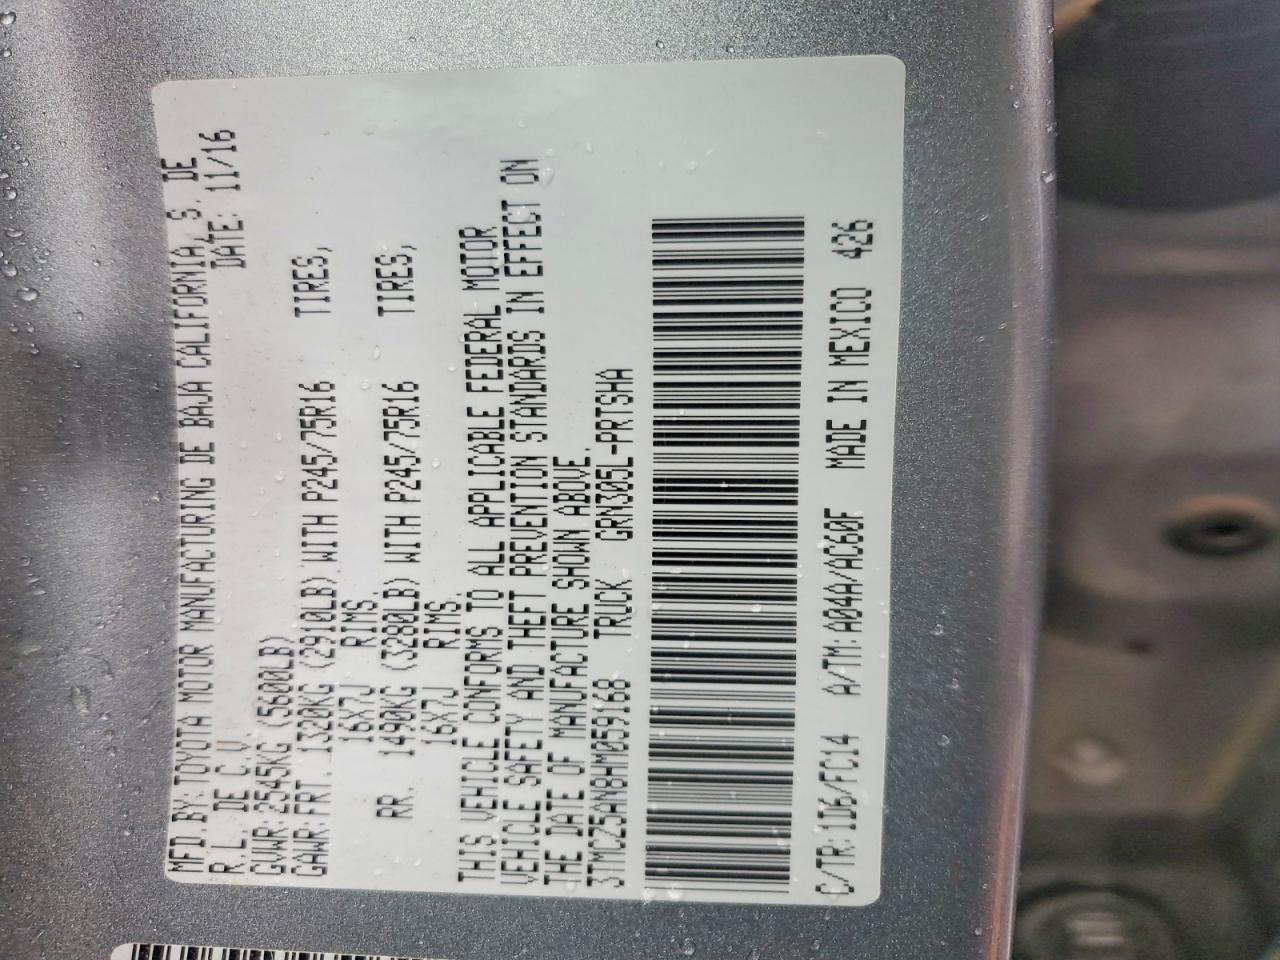 MFD.BY: TOYOTA MOTOR MANUFACTURING DE BAJA CALIFORNIA, S. DE
R.L. DE C.V. DATE: 11/16
GVWR: 2545KG (5600LB)
GAWR: FRT. 1320KG (2910LB) WITH P245/75R16 TIRES,
16X7J RIMS.
RR. 1490KG (3280LB) WITH P245/75R16 TIRES,
16X7J RIMS.
THIS VEHICLE CONFORMS TO ALL APPLICABLE FEDERAL MOTOR
VEHICLE SAFETY AND THEFT PREVENTION STANDARDS IN EFFECT ON
THE DATE OF MANUFACTURE SHOWN ABOVE.
3TMCZ5AN8HM059168 TRUCK GRN305L-PRTSHA
C/TR: 1D6/FC14 A/TM: A04A/AC60F MADE IN MEXICO 426